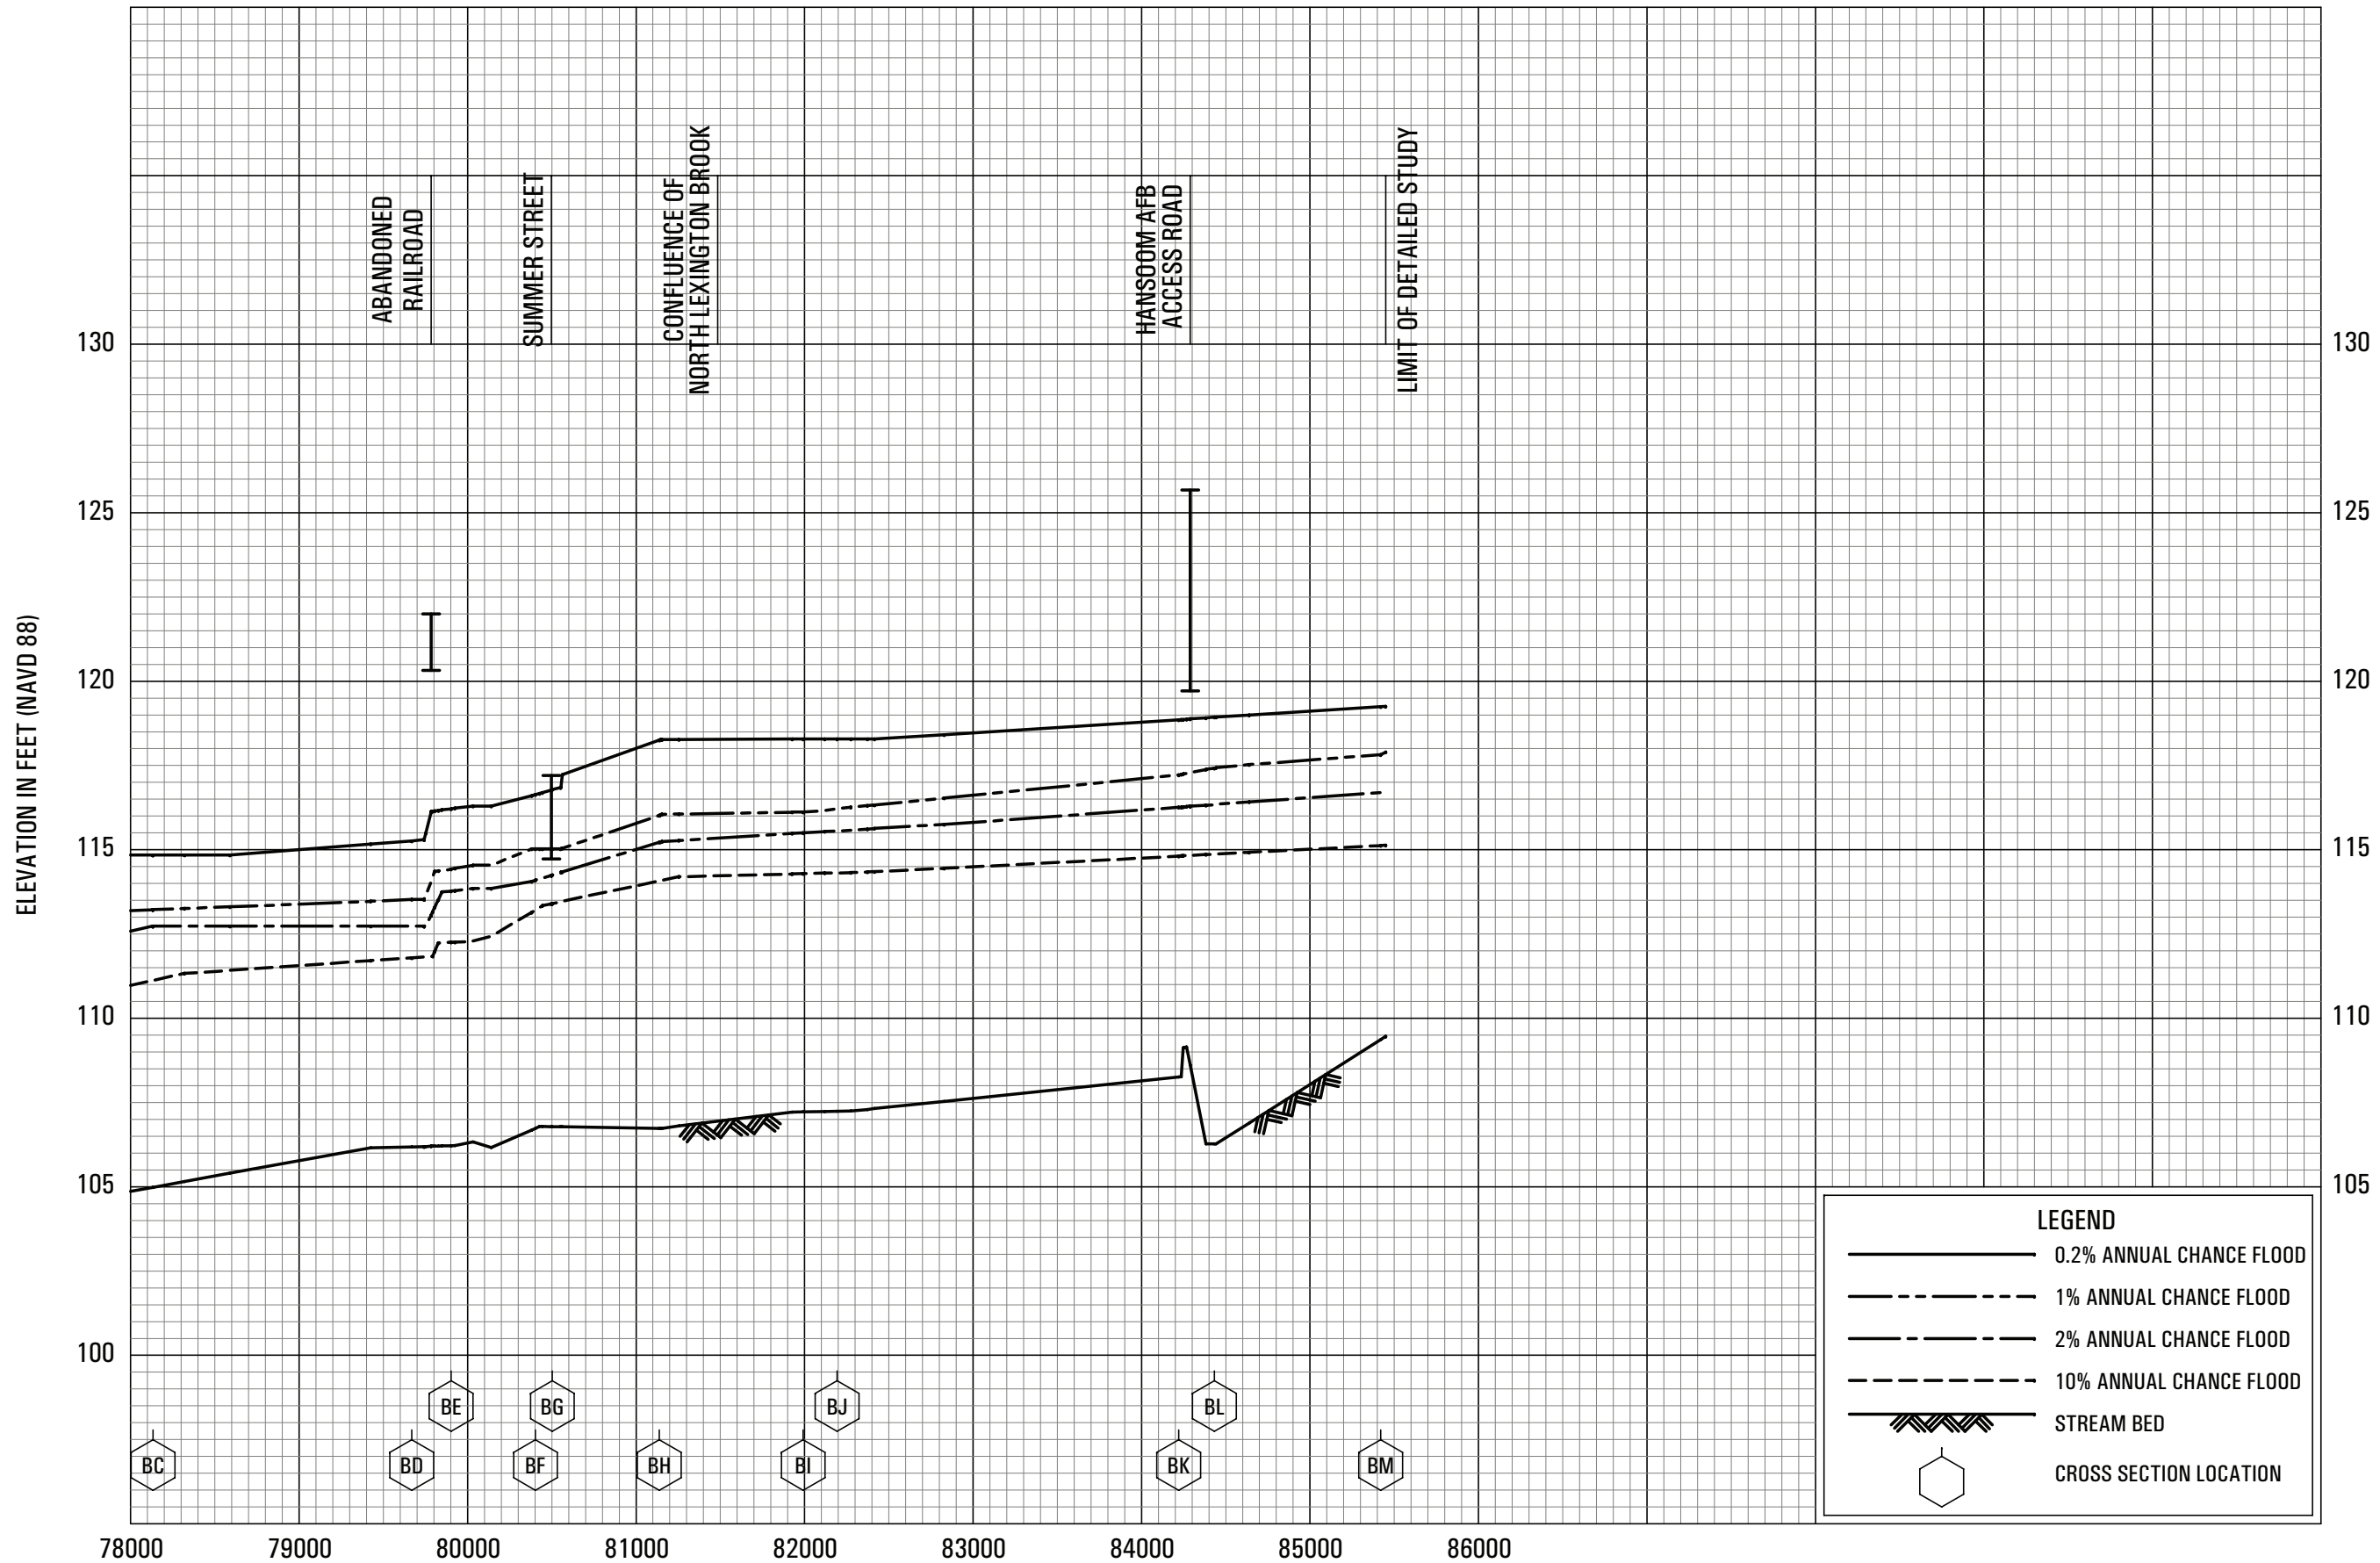 ABANDONED
RAILROAD
SUMMER STREET
CONFLUENCE OF
NORTH LEXINGTON BROOK
HANSOOM AFB
ACCESS ROAD
LIMIT OF DETAILED STUDY
ELEVATION IN FEET (NAVD 88)
130
125
120
115
110
105
100
130
125
120
115
110
105
LEGEND
0.2% ANNUAL CHANCE FLOOD
1% ANNUAL CHANCE FLOOD
2% ANNUAL CHANCE FLOOD
10% ANNUAL CHANCE FLOOD
STREAM BED
CROSS SECTION LOCATION
BE BG BJ BL
BC BD BF BH BI BK BM
78000 79000 80000 81000 82000 83000 84000 85000 86000